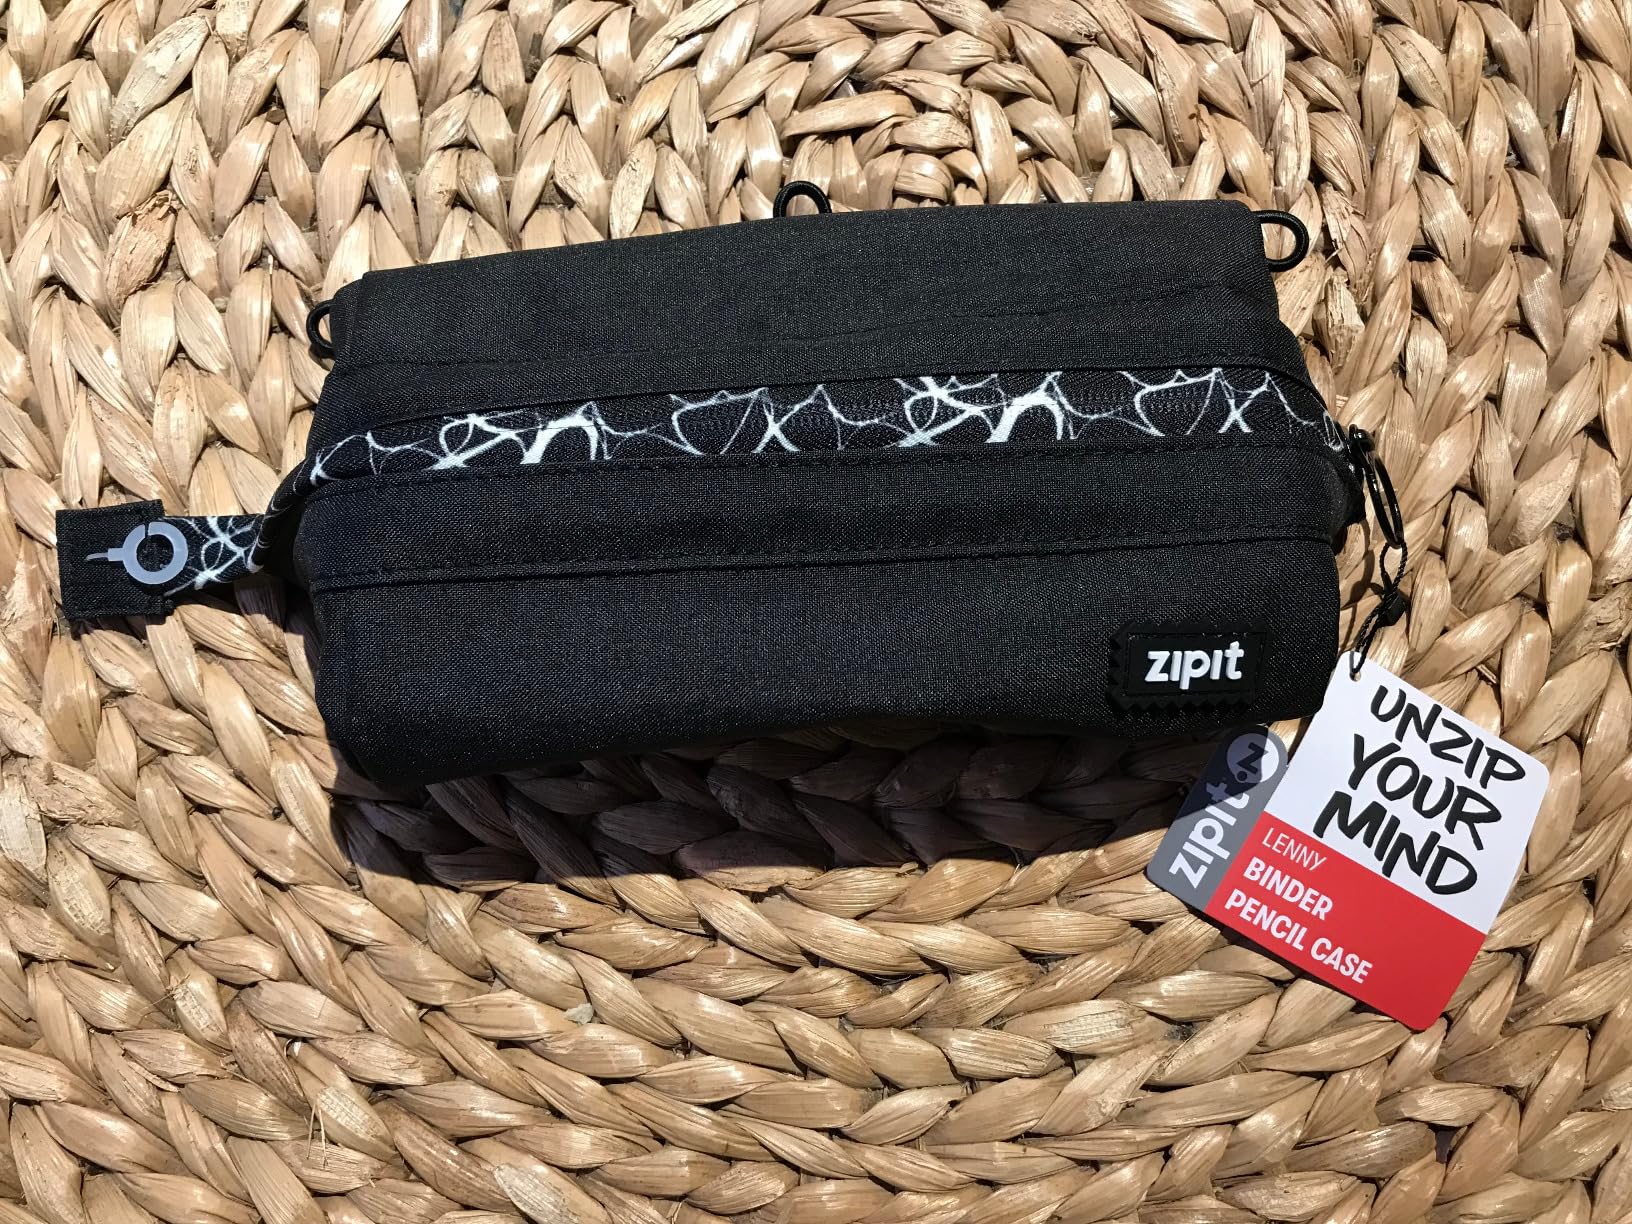 zipit
UNZIP
YOUR
MIND
zipit
LENNY
BINDER
PENCIL CASE